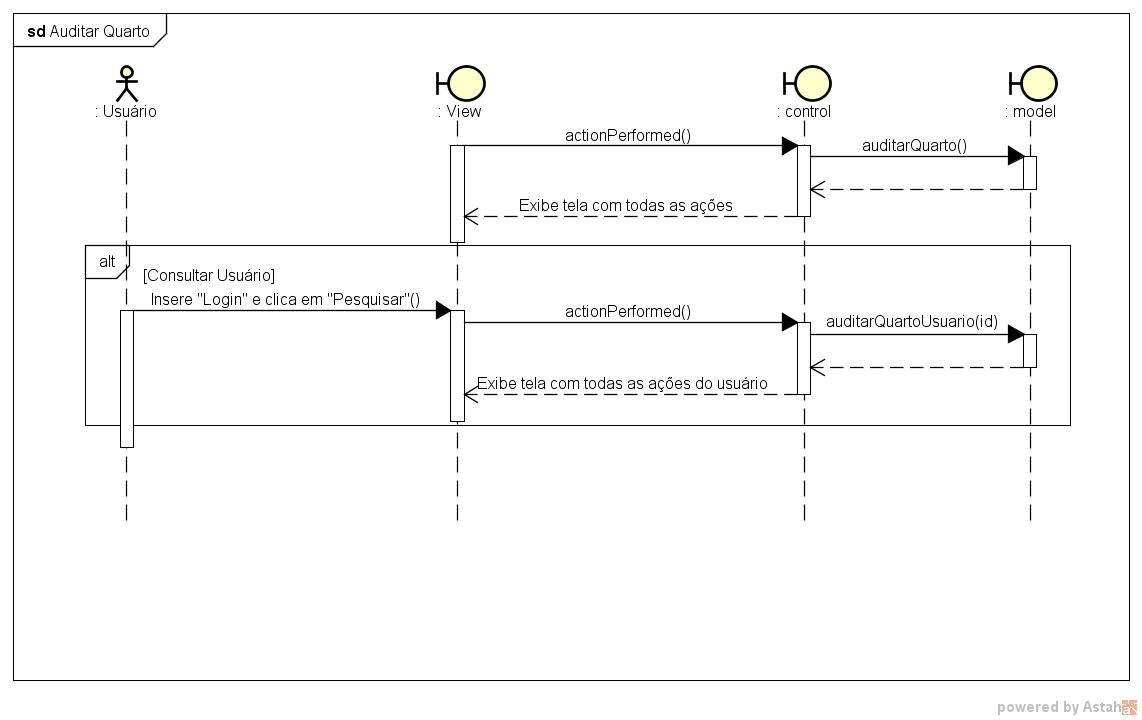 sd Auditar Quarto
: Usuário
: View
: control
: model
actionPerformed()
auditarQuarto()
Exibe tela com todas as ações
alt
[Consultar Usuário]
Insere "Login" e clica em "Pesquisar"()
actionPerformed()
auditarQuartoUsuario(id)
Exibe tela com todas as ações do usuário
powered by Astah